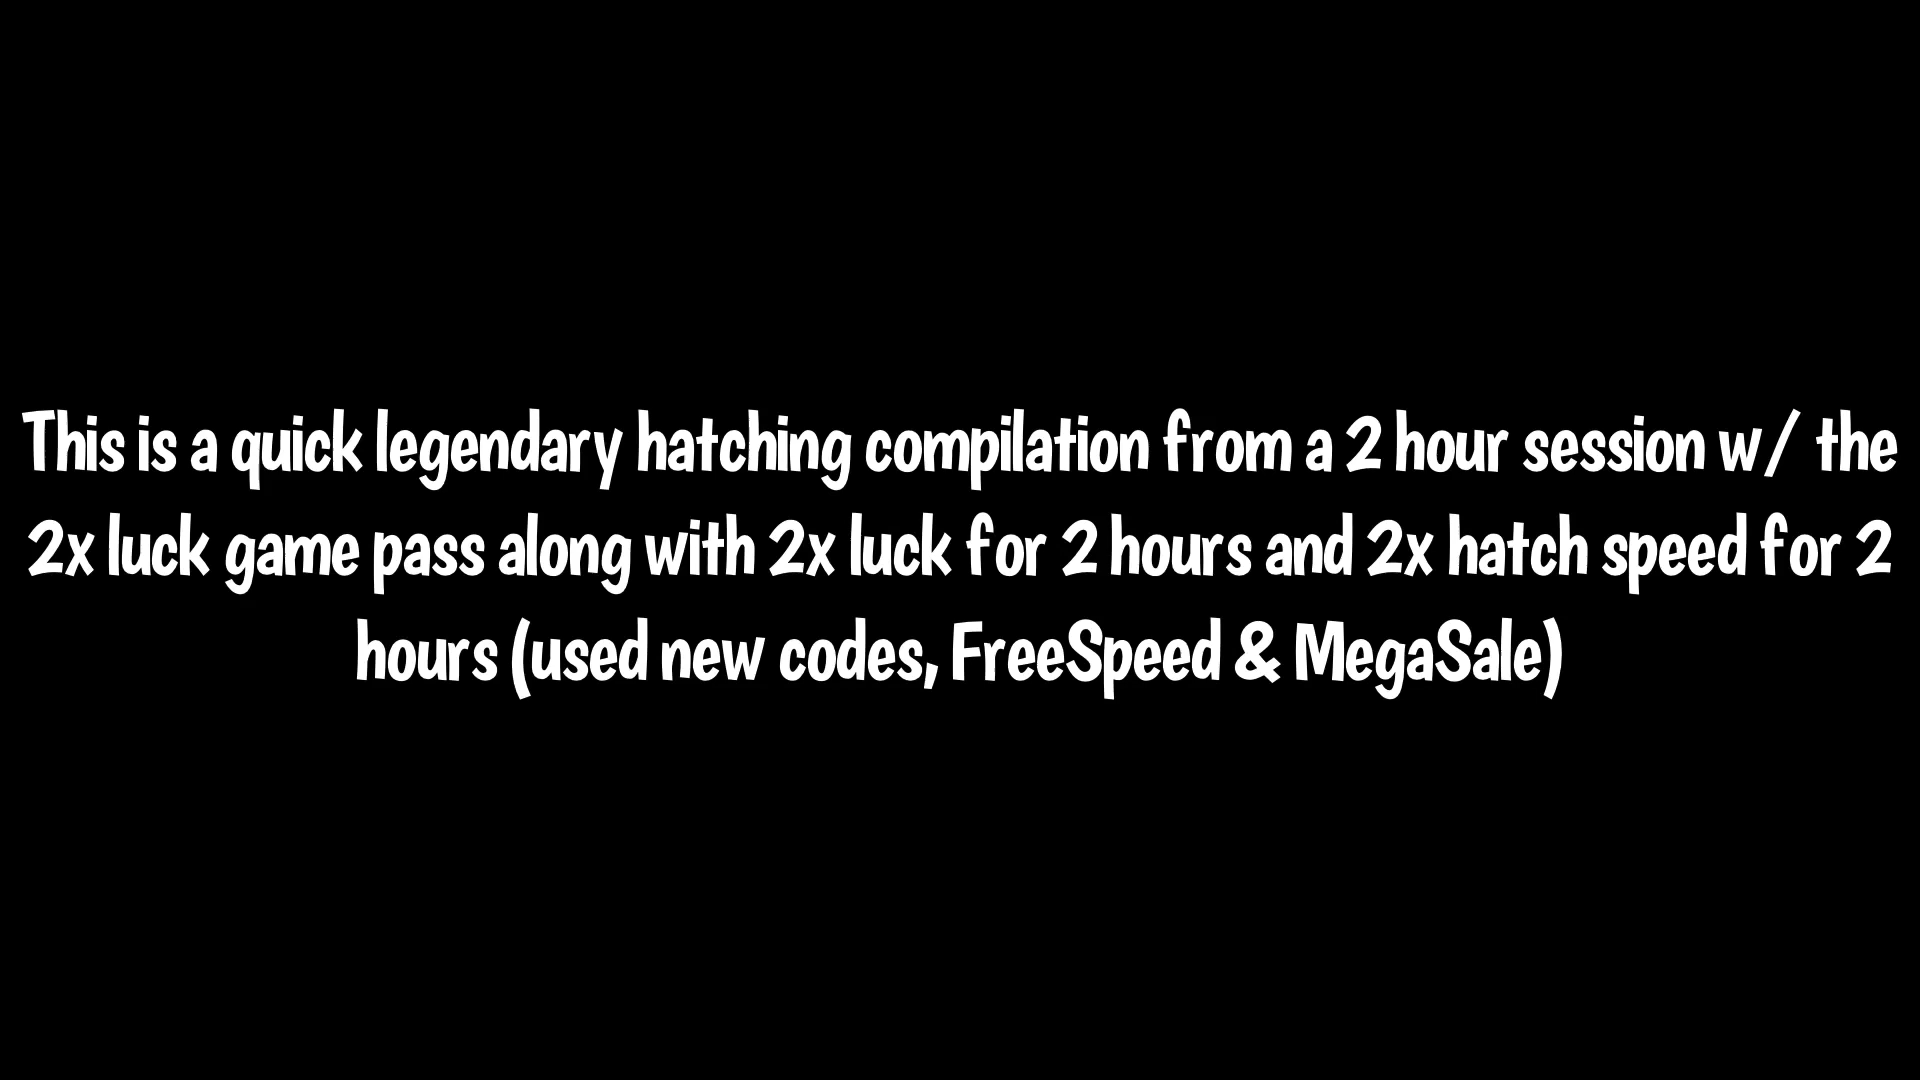 This is a quick legendary hatching compilation from a 2 hour session w/ the
2x luck game pass along with 2x luck for 2 hours and 2x hatch speed for 2
hours (used new codes, FreeSpeed & MegaSale)